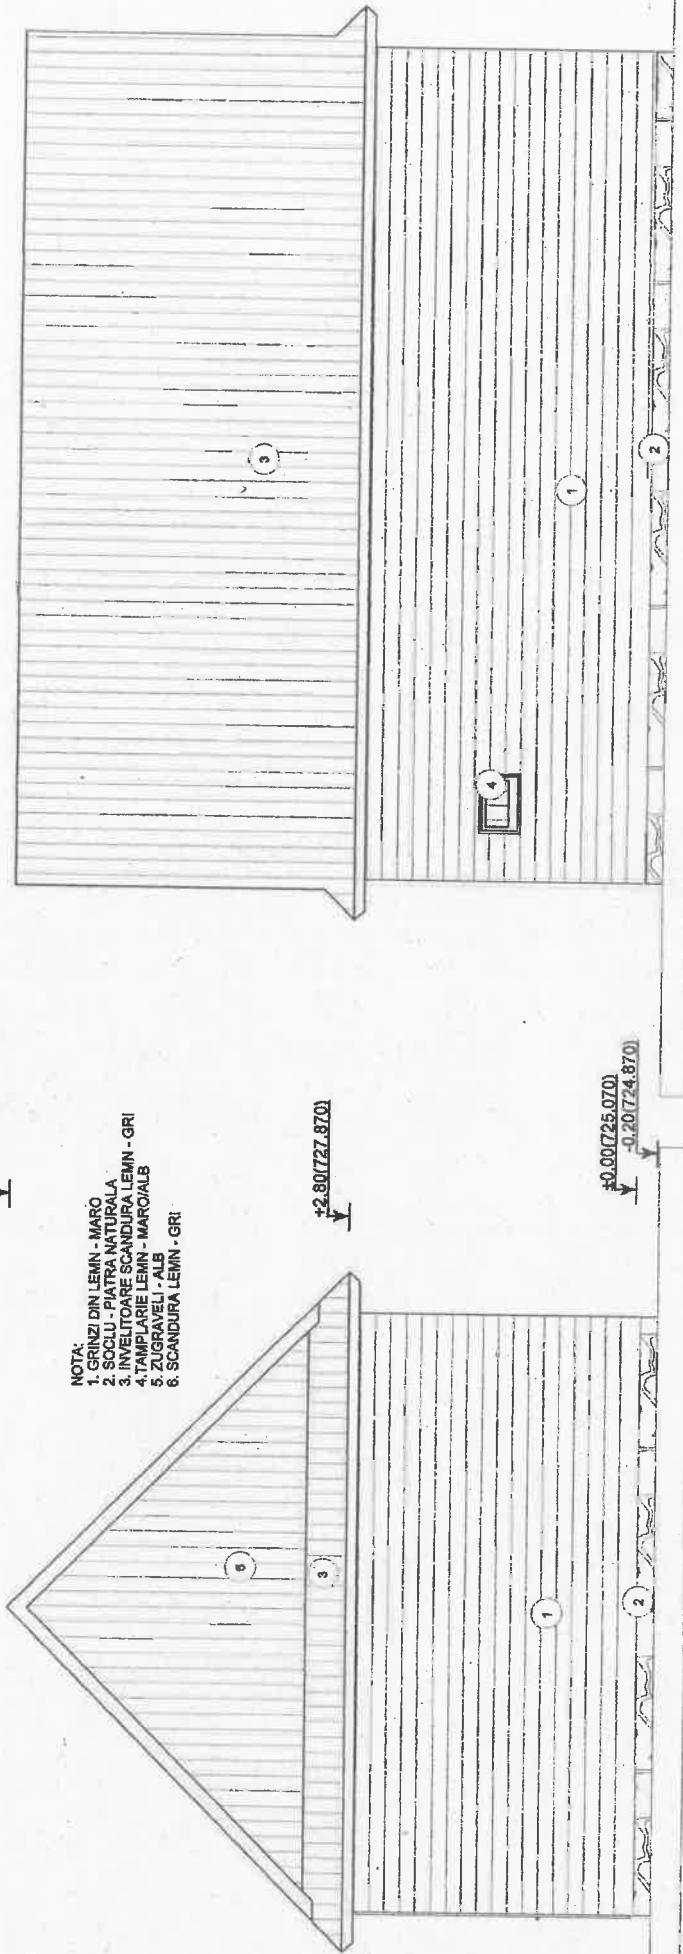 NOTA:
1. GRINZI DIN LEMN - MARO
2. SOCLU - PIATRA NATURALA
3. INVELITOARE SCANDURA LEMN - GRI
4.TAMPLARIE LEMN - MARO/ALB
5. ZUGRAVELI - ALB
6. SCANDURA LEMN - GRI
+2.80(727.870)
±0.00(725.070)
-0.20(724.870)
3
1
2
4
3
1
2